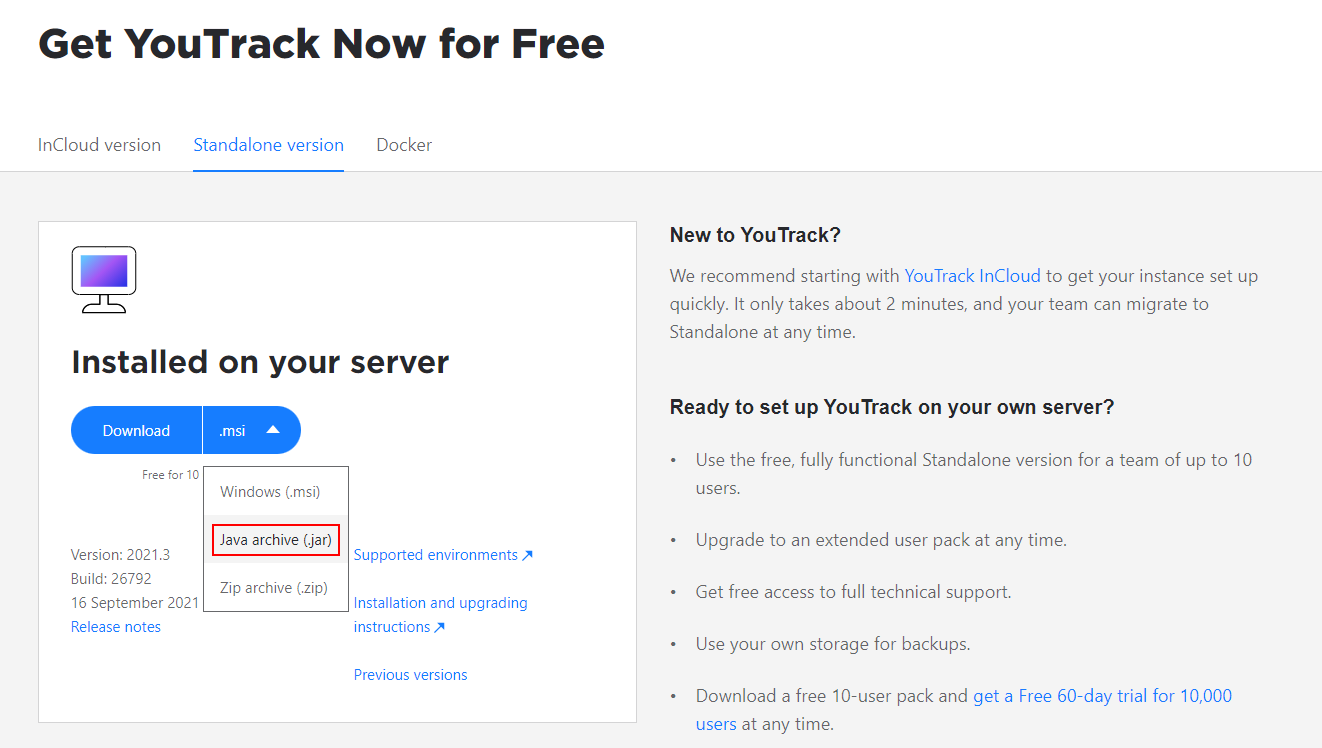 Get YouTrack Now for Free
InCloud version
Standalone version
Docker
Installed on your server
Download
.msi
Free for 10
Windows (.msi)
Java archive (.jar)
Zip archive (.zip)
Version: 2021.3
Build: 26792
16 September 2021
Release notes
Supported environments ↗
Installation and upgrading
instructions ↗
Previous versions
New to YouTrack?
We recommend starting with YouTrack InCloud to get your instance set up
quickly. It only takes about 2 minutes, and your team can migrate to
Standalone at any time.
Ready to set up YouTrack on your own server?
• Use the free, fully functional Standalone version for a team of up to 10
users.
• Upgrade to an extended user pack at any time.
• Get free access to full technical support.
• Use your own storage for backups.
• Download a free 10-user pack and get a Free 60-day trial for 10,000
users at any time.